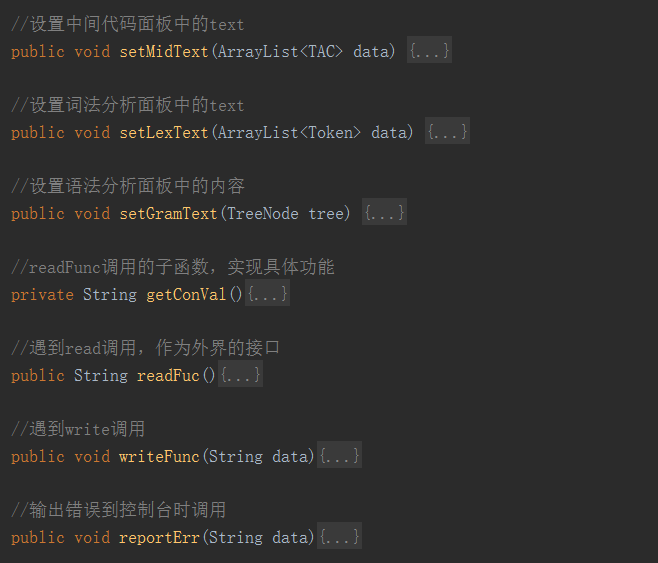 //设置中间代码面板中的text
public void setMidText(ArrayList<TAC> data) {...}
//设置词法分析面板中的text
public void setLexText(ArrayList<Token> data) {...}
//设置语法分析面板中的内容
public void setGramText(TreeNode tree) {...}
//readFunc调用的子函数，实现具体功能
private String getConVal(){...}
//遇到read调用，作为外界的接口
public String readFuc(){...}
//遇到write调用
public void writeFunc(String data){...}
//输出错误到控制台时调用
public void reportErr(String data){...}